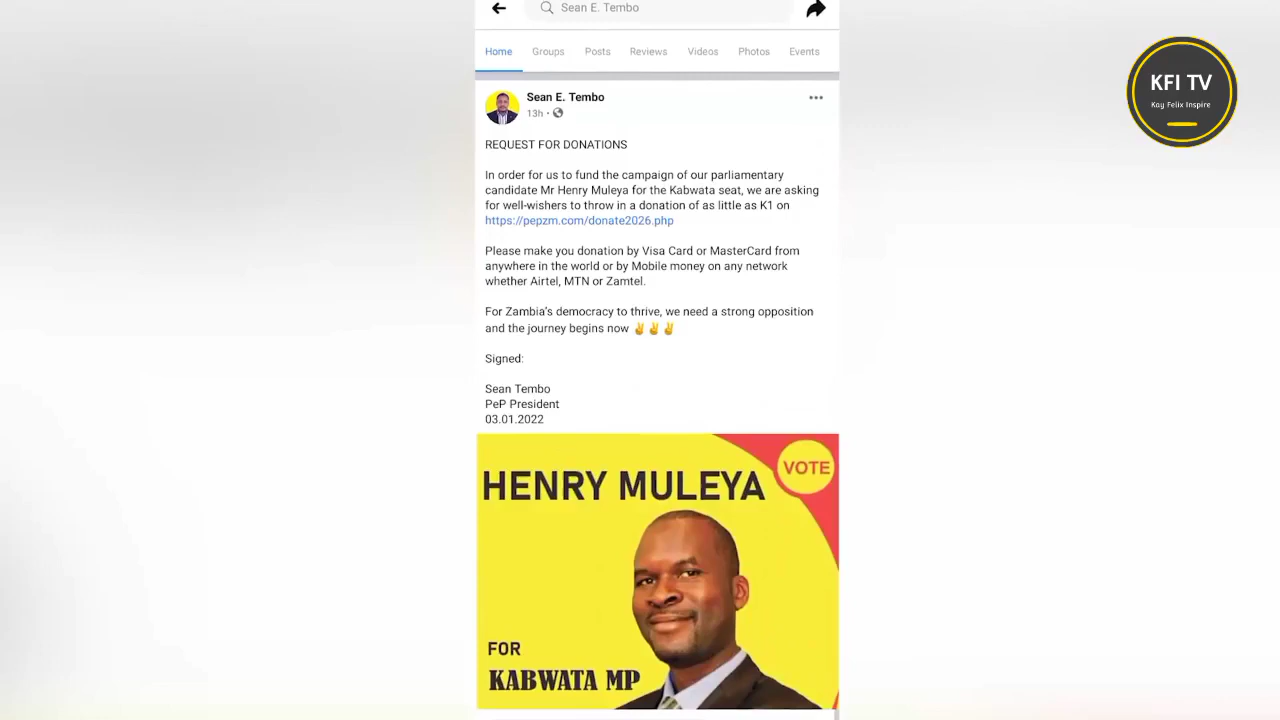 Sean E. Tembo
Home Groups Posts Reviews Videos Photos Events
KFI TV
Kay Felix Inspire
Sean E. Tembo
13h
REQUEST FOR DONATIONS
In order for us to fund the campaign of our parliamentary
candidate Mr Henry Muleya for the Kabwata seat, we are asking
for well-wishers to throw in a donation of as little as K1 on
https://pepzm.com/donate2026.php
Please make you donation by Visa Card or MasterCard from
anywhere in the world or by Mobile money on any network
whether Airtel, MTN or Zamtel.
For Zambia's democracy to thrive, we need a strong opposition
and the journey begins now ✌️✌️✌️
Signed:
Sean Tembo
PeP President
03.01.2022
VOTE
HENRY MULEYA
FOR
KABWATA MP